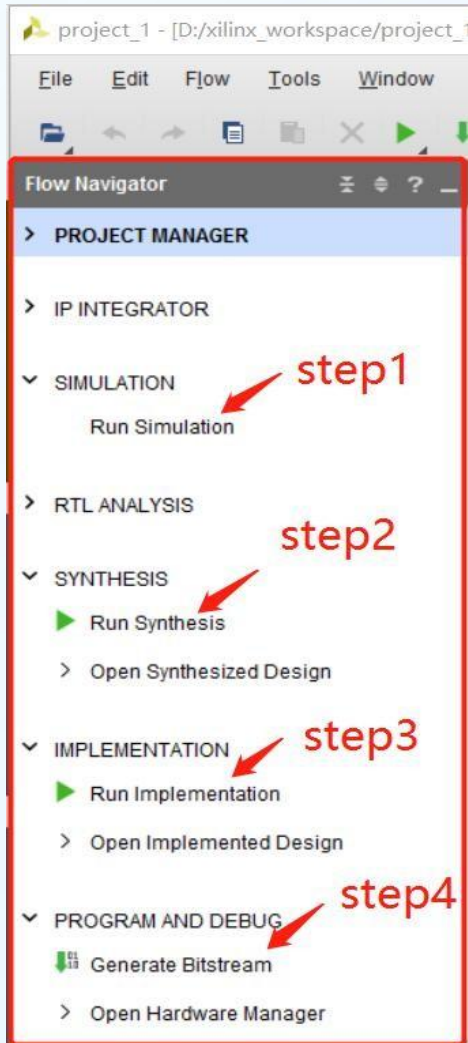 project_1 - [D:/xilinx_workspace/project_1
File Edit Flow Tools Window
Flow Navigator ?
PROJECT MANAGER
IP INTEGRATOR
SIMULATION
step1
Run Simulation
RTL ANALYSIS
step2
SYNTHESIS
Run Synthesis
Open Synthesized Design
step3
IMPLEMENTATION
Run Implementation
Open Implemented Design
step4
PROGRAM AND DEBUG
Generate Bitstream
Open Hardware Manager